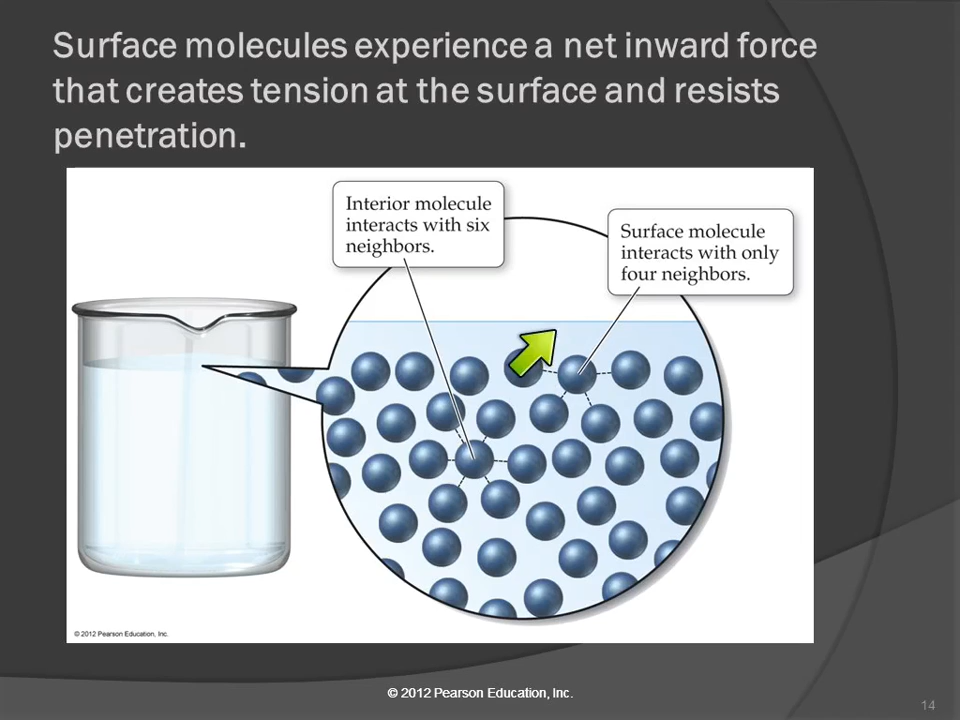 Surface molecules experience a net inward force
that creates tension at the surface and resists
penetration.
Interior molecule
interacts with six
neighbors.
Surface molecule
interacts with only
four neighbors.
© 2012 Pearson Education, Inc.
© 2012 Pearson Education, Inc.
14